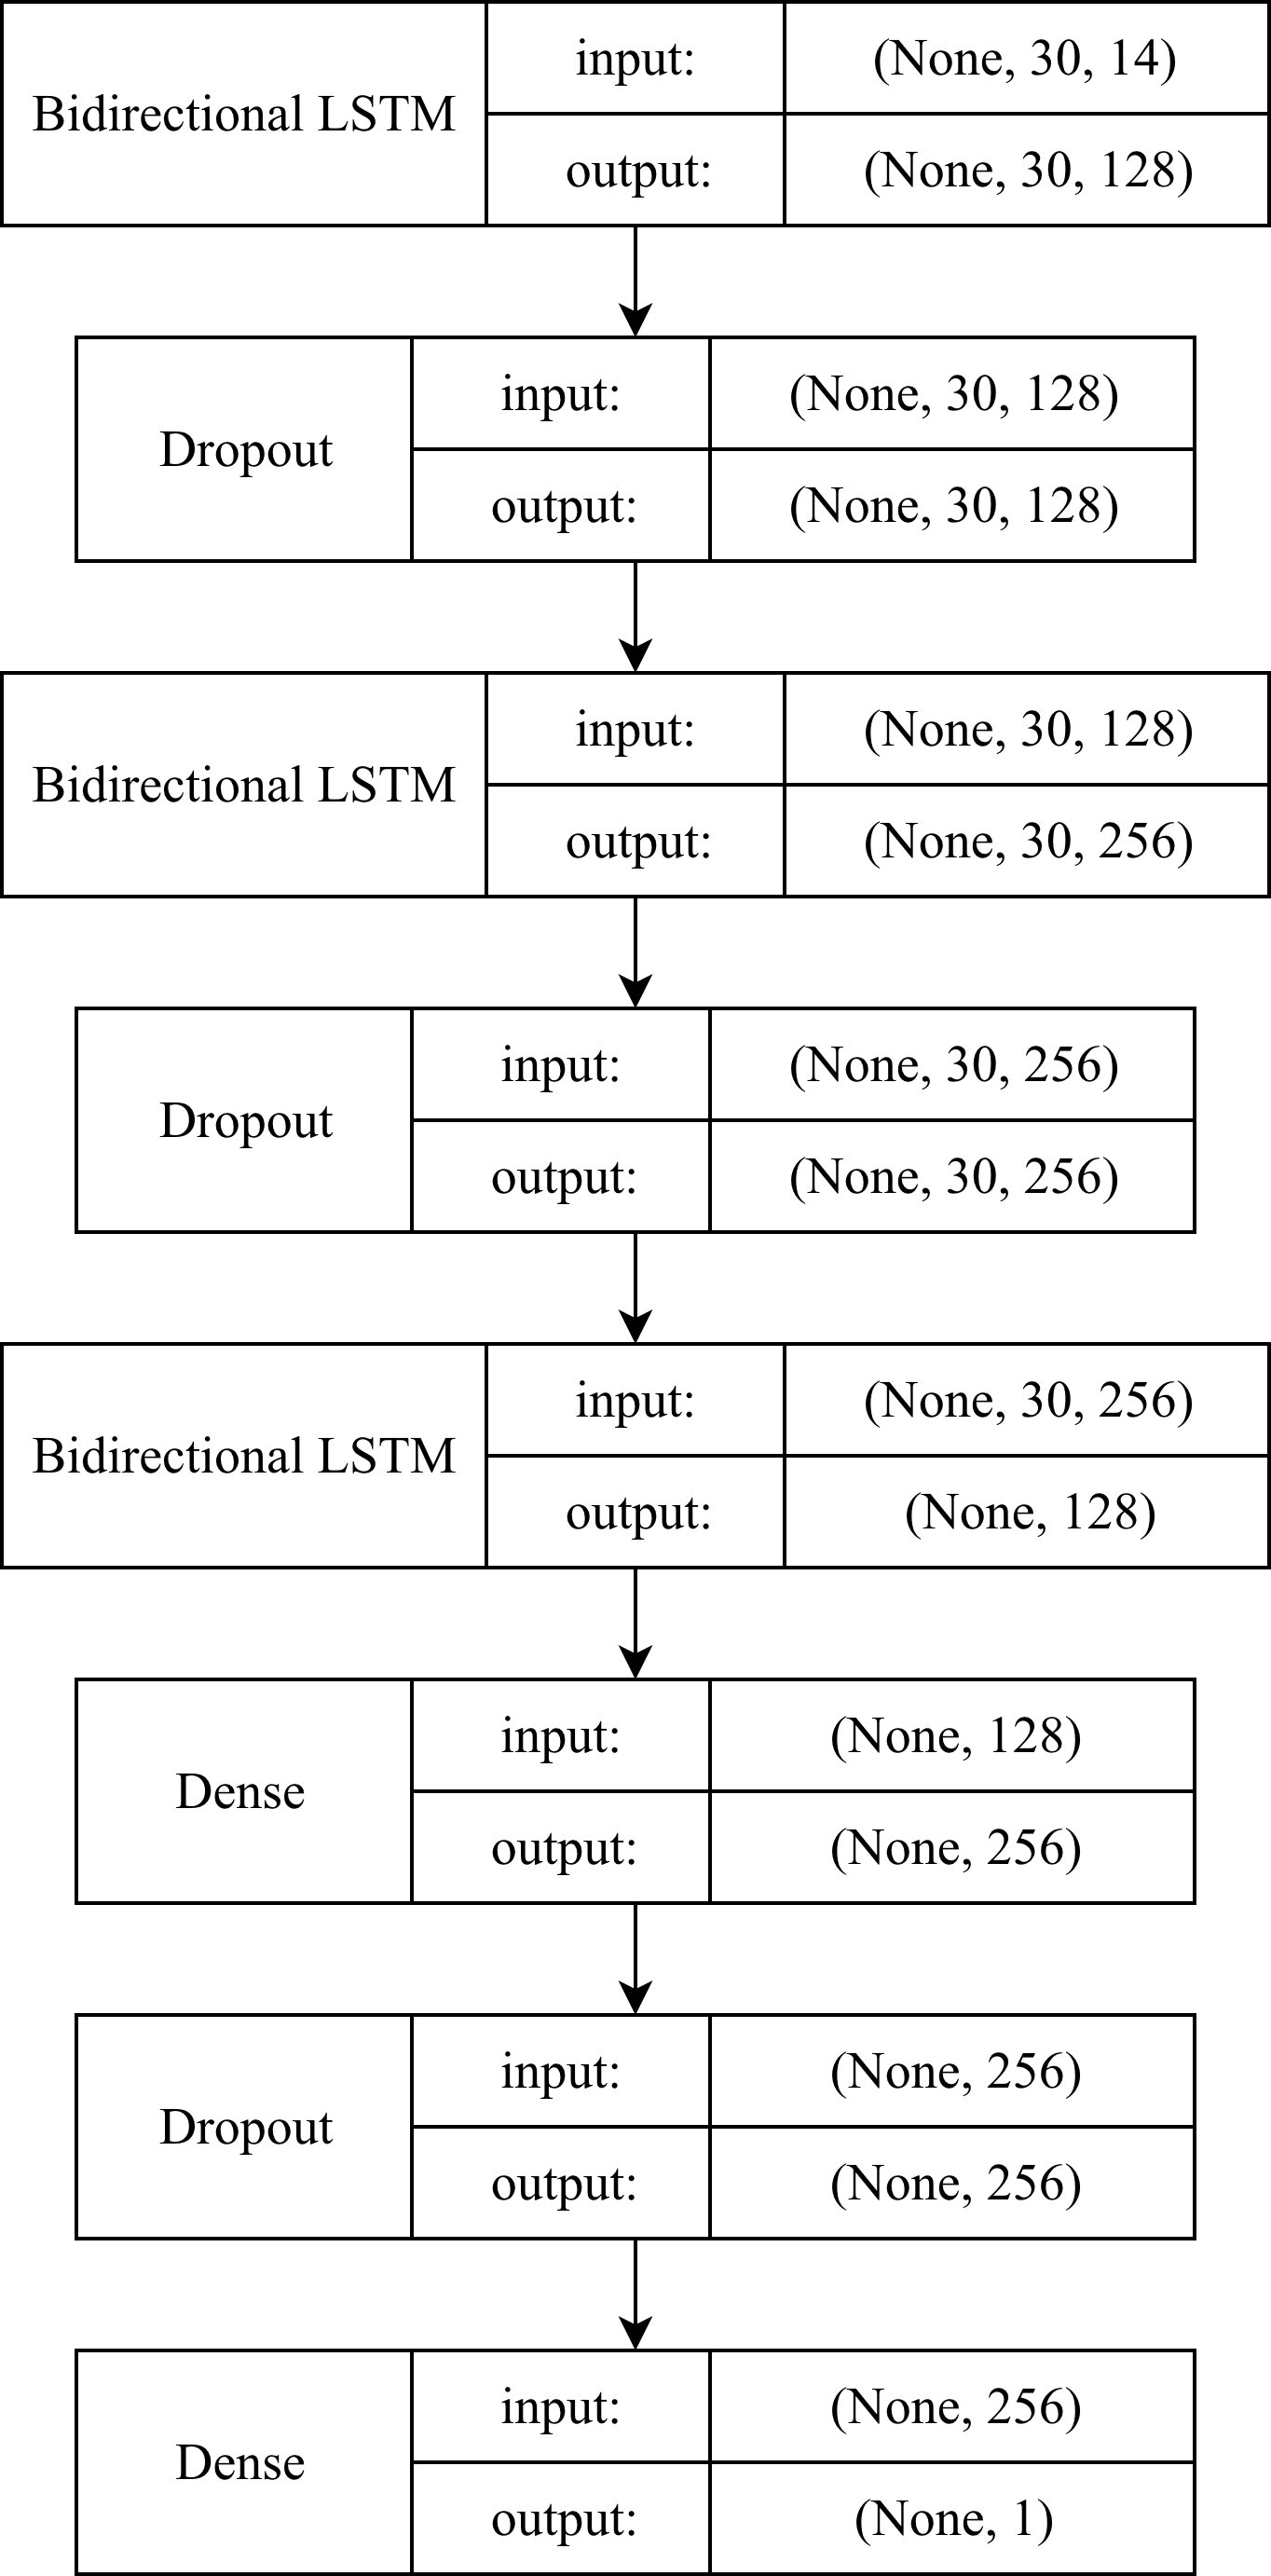 Bidirectional LSTM
input:
(None, 30, 14)
output:
(None, 30, 128)
Dropout
input:
(None, 30, 128)
output:
(None, 30, 128)
Bidirectional LSTM
input:
(None, 30, 128)
output:
(None, 30, 256)
Dropout
input:
(None, 30, 256)
output:
(None, 30, 256)
Bidirectional LSTM
input:
(None, 30, 256)
output:
(None, 128)
Dense
input:
(None, 128)
output:
(None, 256)
Dropout
input:
(None, 256)
output:
(None, 256)
Dense
input:
(None, 256)
output:
(None, 1)